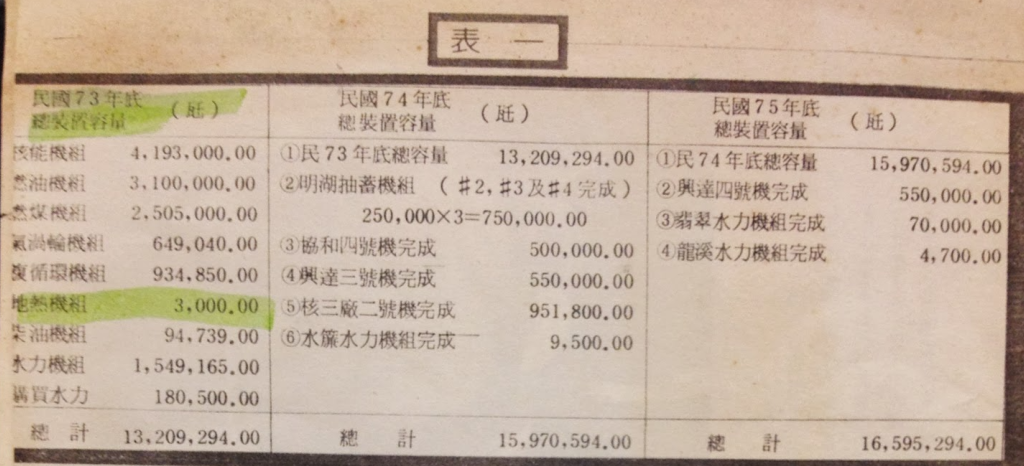 表一
民國73年底
總裝置容量 (瓩)
核能機組 4,193,000.00
燃油機組 3,100,000.00
燃煤機組 2,505,000.00
氣渦輪機組 649,040.00
複循環機組 934,850.00
地熱機組 3,000.00
柴油機組 94,739.00
水力機組 1,549,165.00
購買水力 180,500.00
總計 13,209,294.00
民國74年底
總裝置容量 (瓩)
①民73年底總容量 13,209,294.00
②明湖抽蓄機組 (#2,#3及#4完成)
250,000×3=750,000.00
③協和四號機完成 500,000.00
④興達三號機完成 550,000.00
⑤核三廠二號機完成 951,800.00
⑥水簾水力機組完成 9,500.00
總計 15,970,594.00
民國75年底
總裝置容量 (瓩)
①民74年底總容量 15,970,594.00
②興達四號機完成 550,000.00
③翡翠水力機組完成 70,000.00
④龍溪水力機組完成 4,700.00
總計 16,595,294.00